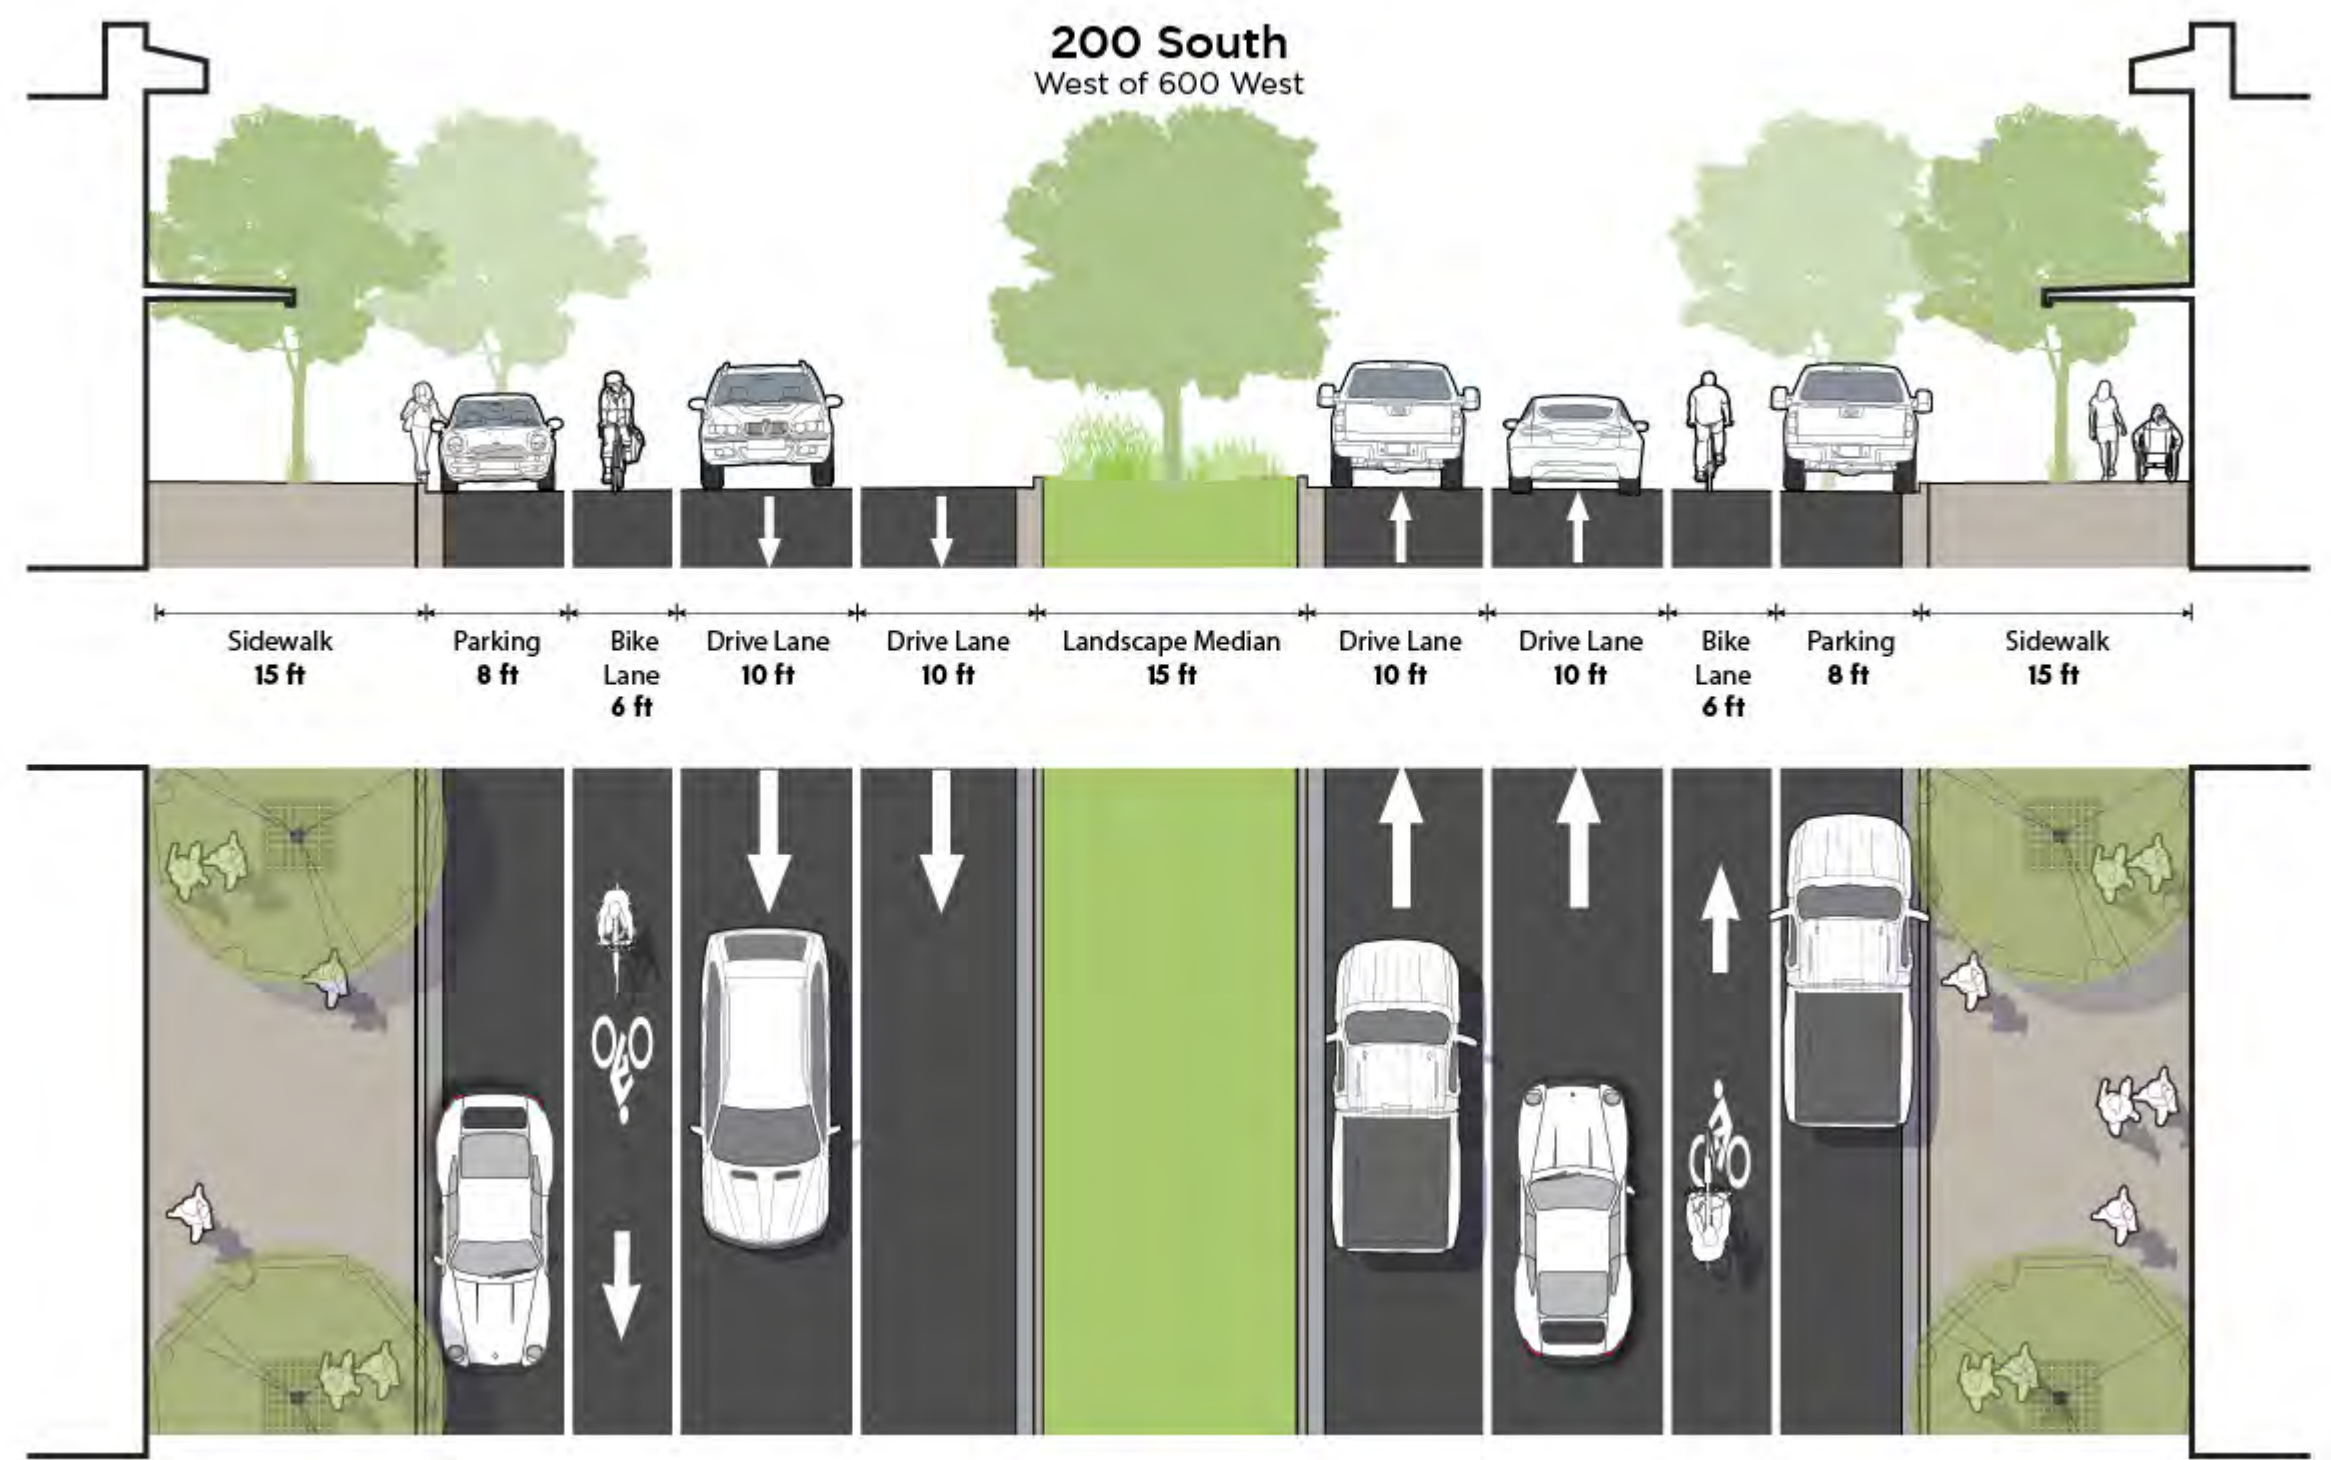 200 South
West of 600 West
Sidewalk
15 ft
Parking
8 ft
Bike
Lane
6 ft
Drive Lane
10 ft
Drive Lane
10 ft
Landscape Median
15 ft
Drive Lane
10 ft
Drive Lane
10 ft
Bike
Lane
6 ft
Parking
8 ft
Sidewalk
15 ft